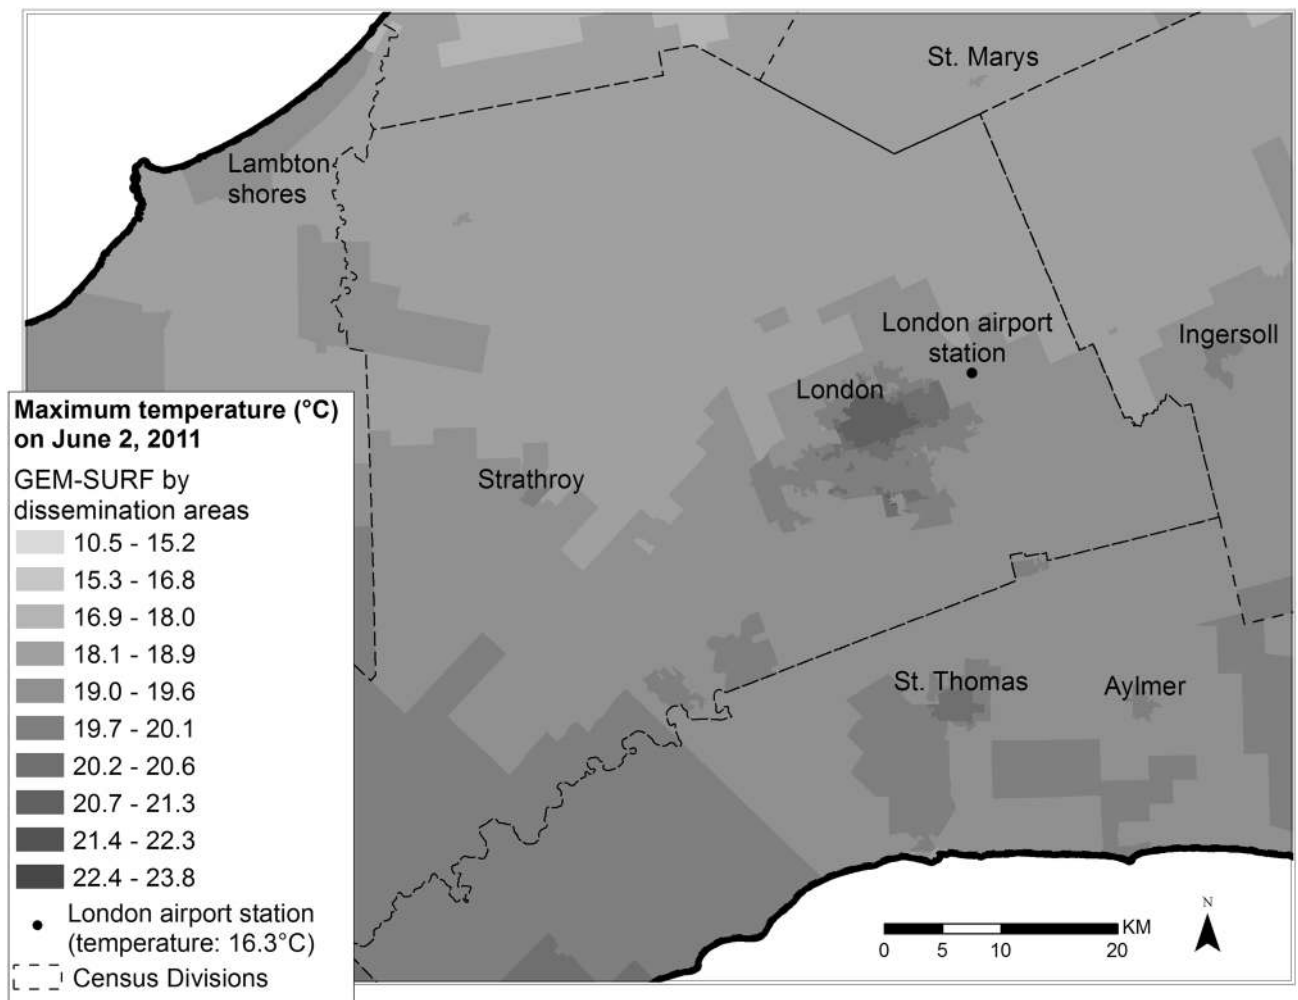 St. Marys
Lambton
shores
London airport
station
Ingersoll
London
Strathroy
St. Thomas
Aylmer
Maximum temperature (°C)
on June 2, 2011
GEM-SURF by
dissemination areas
10.5 - 15.2
15.3 - 16.8
16.9 - 18.0
18.1 - 18.9
19.0 - 19.6
19.7 - 20.1
20.2 - 20.6
20.7 - 21.3
21.4 - 22.3
22.4 - 23.8
London airport station
(temperature: 16.3°C)
Census Divisions
KM
0 5 10 20
N